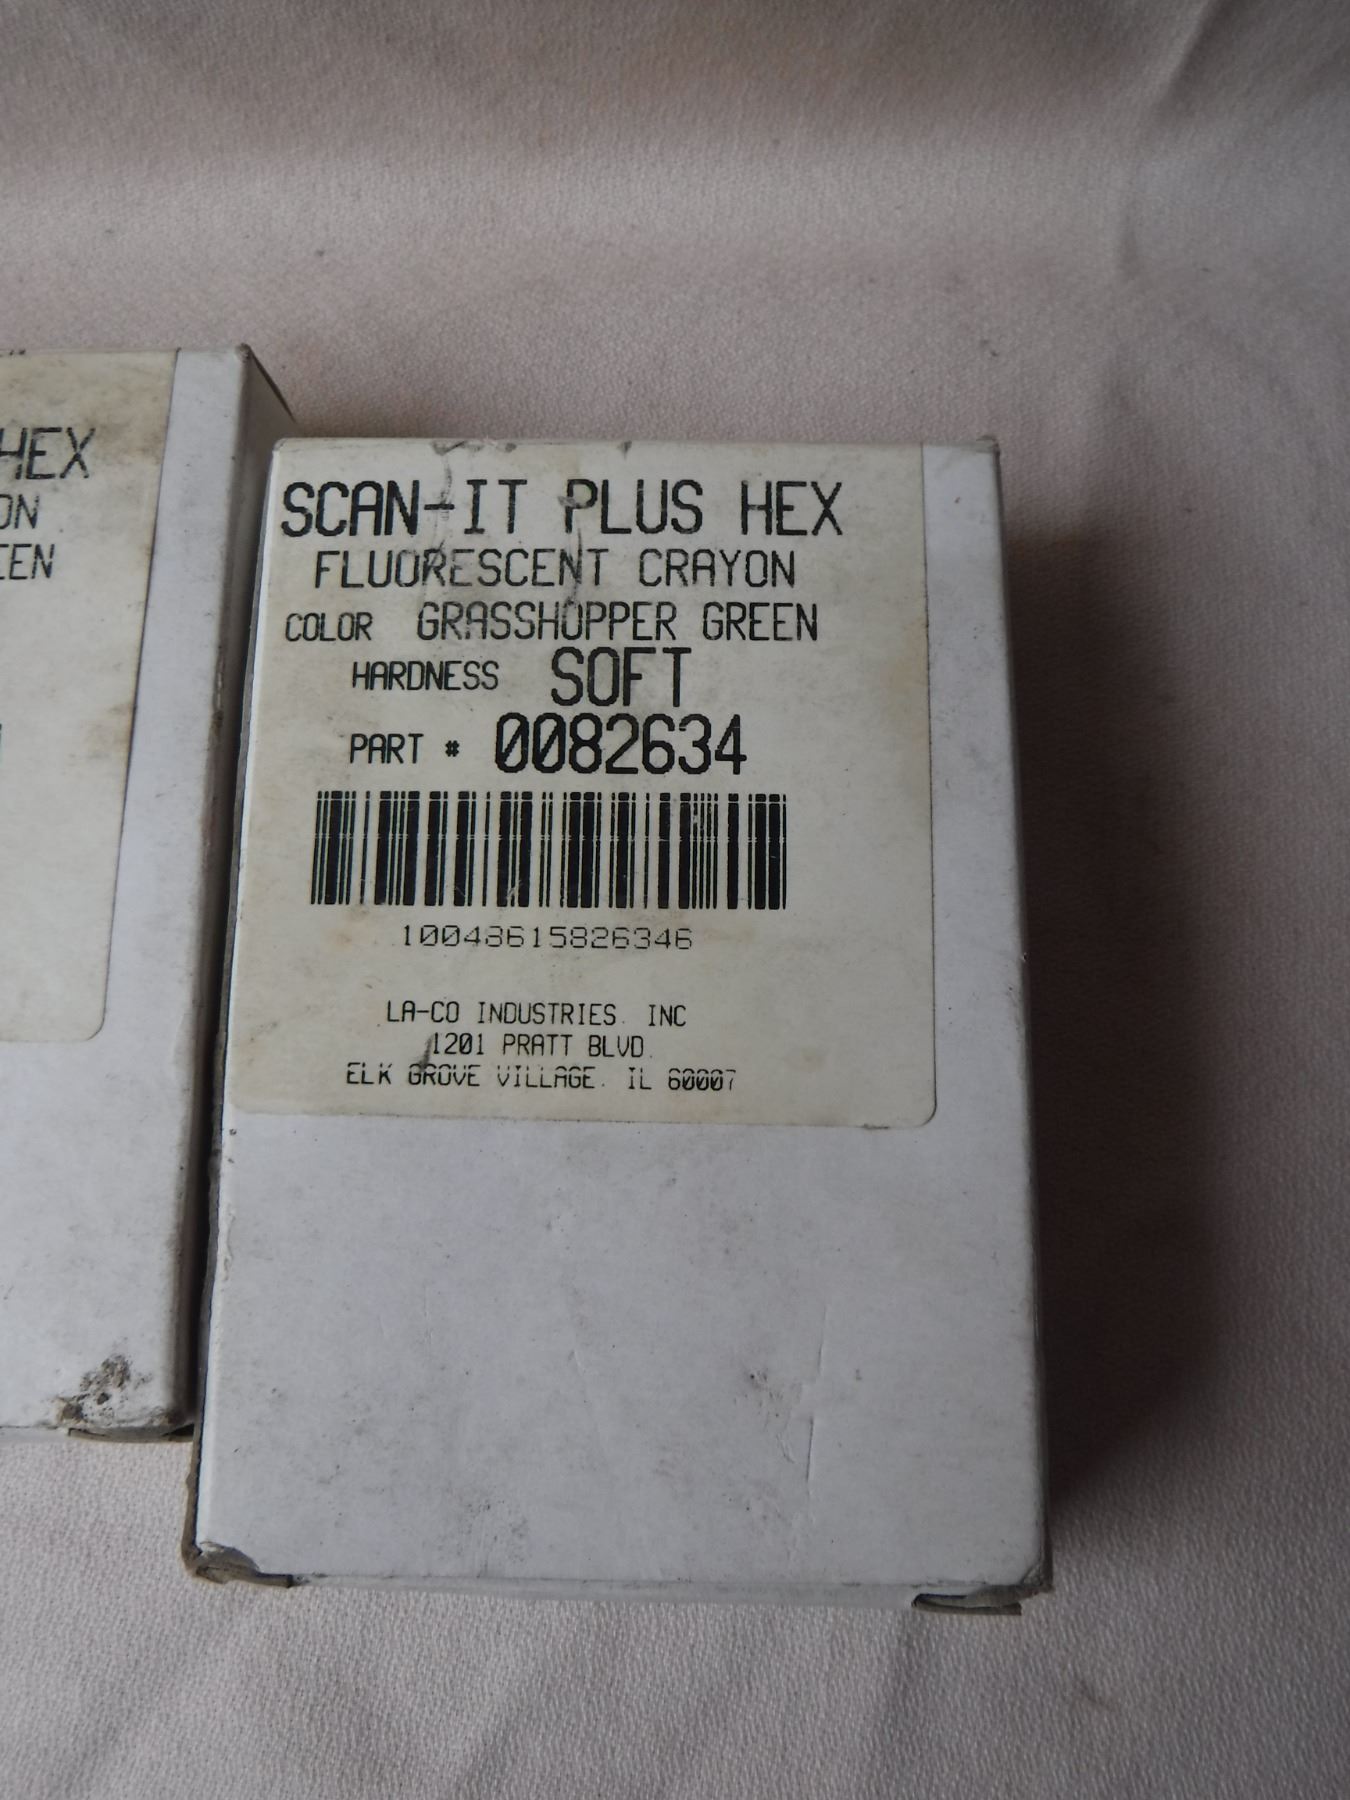 HEX
EEN
SCAN-IT PLUS HEX
FLUORESCENT CRAYON
COLOR GRASSHOPPER GREEN
HARDNESS SOFT
PART # 0082634
10048615826346
LA-CO INDUSTRIES. INC
1201 PRATT BLVD.
ELK GROVE VILLAGE. IL 60007